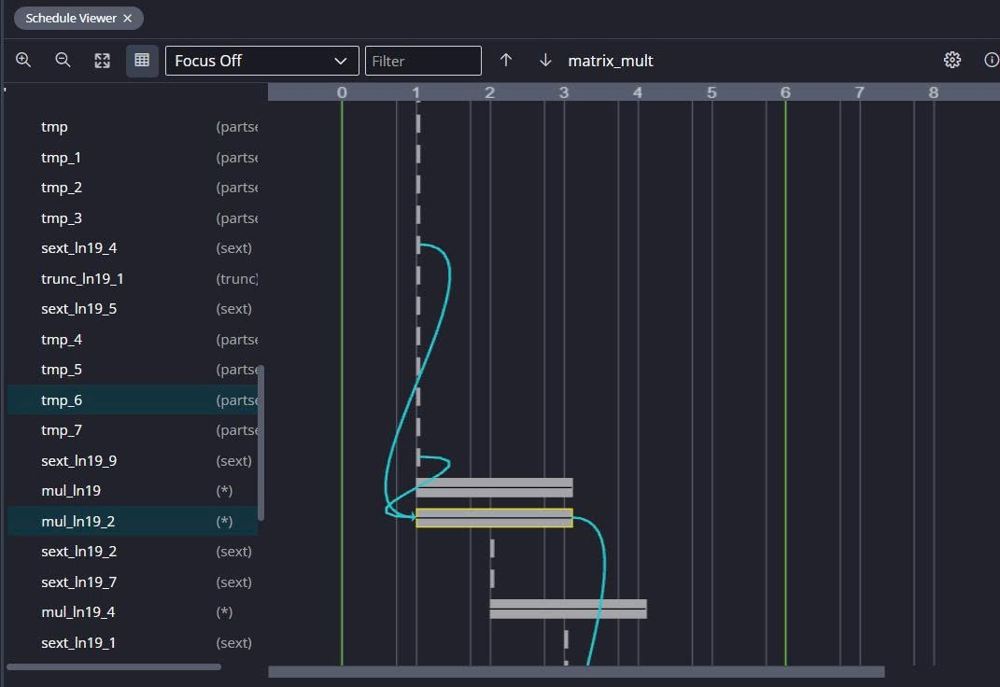 Schedule Viewer ×
Focus Off Filter matrix_mult
0 1 2 3 4 5 6 7 8
tmp (partse
tmp_1 (partse
tmp_2 (partse
tmp_3 (partse
sext_ln19_4 (sext)
trunc_ln19_1 (trunc)
sext_ln19_5 (sext)
tmp_4 (partse
tmp_5 (partse
tmp_6 (partse
tmp_7 (partse
sext_ln19_9 (sext)
mul_ln19 (*)
mul_ln19_2 (*)
sext_ln19_2 (sext)
sext_ln19_7 (sext)
mul_ln19_4 (*)
sext_ln19_1 (sext)